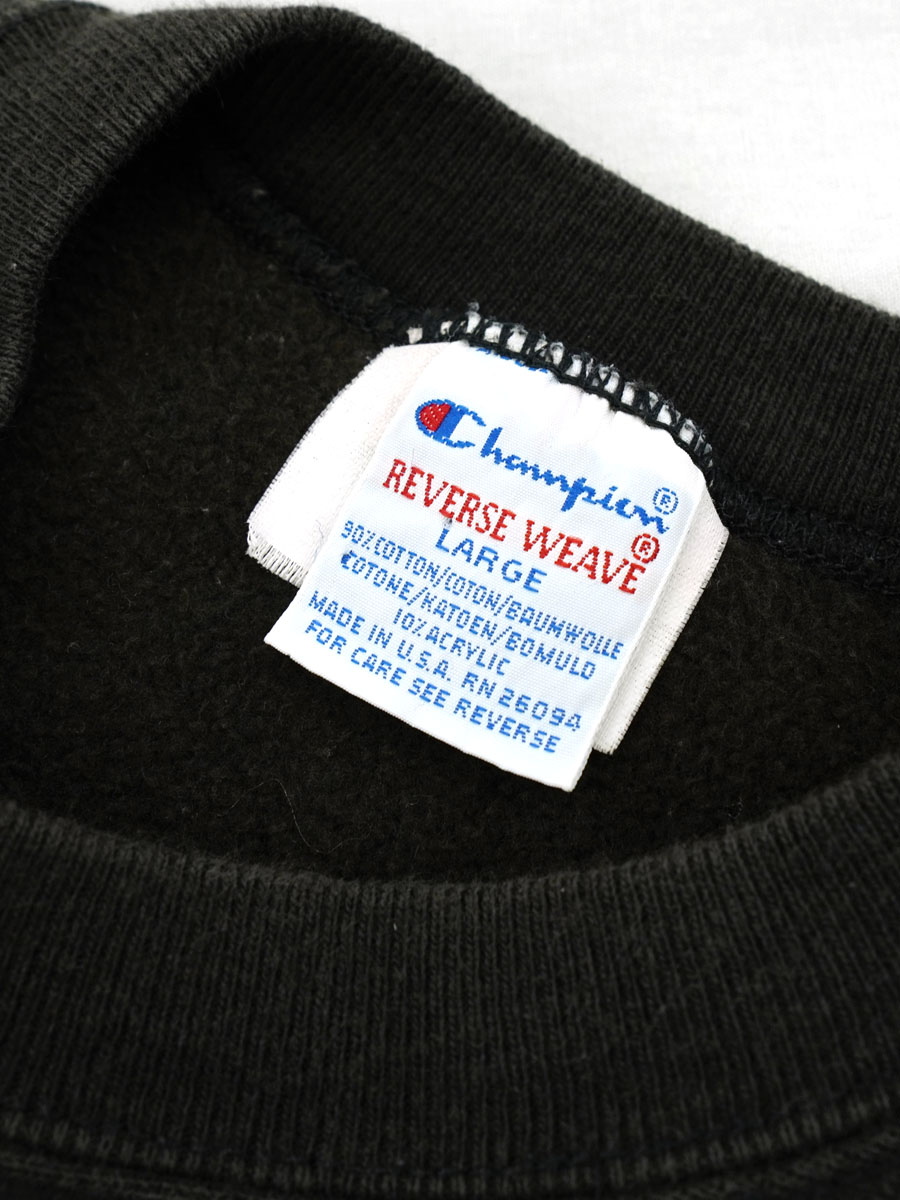 Champion®
REVERSE WEAVE®
LARGE
90%COTTON/COTON/BAUMWOLLE
COTONE/KATOEN/BOMULO
10% ACRYLIC
MADE IN U.S.A. RN 26094
FOR CARE SEE REVERSE